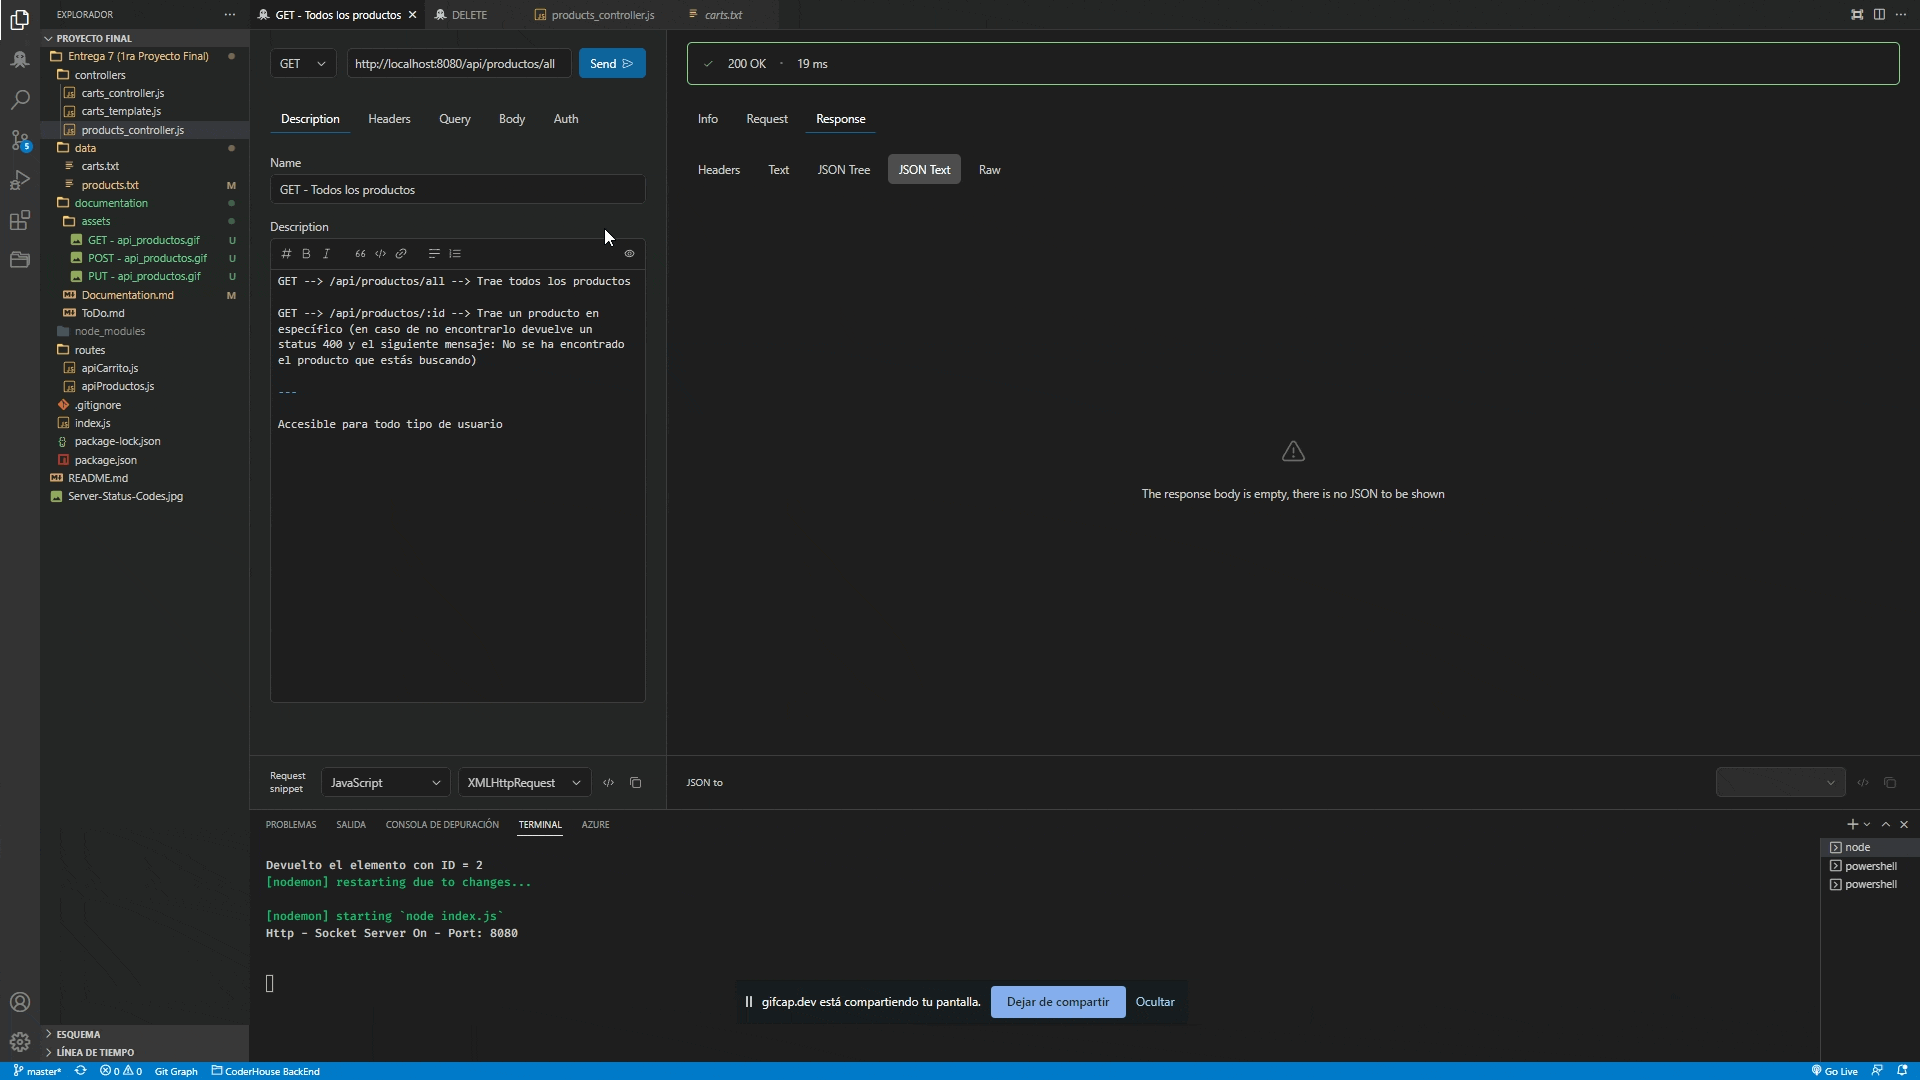 EXPLORADOR
PROYECTO FINAL
Entrega 7 (1ra Proyecto Final)
controllers
carts_controller.js
carts_template.js
products_controller.js
data
carts.txt
products.txt M
documentation
assets
GET - api_productos.gif U
POST - api_productos.gif U
PUT - api_productos.gif U
Documentation.md M
ToDo.md
node_modules
routes
apiCarrito.js
apiProductos.js
.gitignore
index.js
package-lock.json
package.json
README.md
Server-Status-Codes.jpg
ESQUEMA
LÍNEA DE TIEMPO
5
GET - Todos los productos
DELETE
products_controller.js
carts.txt
GET
http://localhost:8080/api/productos/all
Send
Description Headers Query Body Auth
Name
GET - Todos los productos
Description
GET --> /api/productos/all --> Trae todos los productos
GET --> /api/productos/:id --> Trae un producto en
específico (en caso de no encontrarlo devuelve un
status 400 y el siguiente mensaje: No se ha encontrado
el producto que estás buscando)
---
Accesible para todo tipo de usuario
Request
snippet
JavaScript
XMLHttpRequest
200 OK · 19 ms
Info Request Response
Headers Text JSON Tree JSON Text Raw
The response body is empty, there is no JSON to be shown
JSON to
PROBLEMAS SALIDA CONSOLA DE DEPURACIÓN TERMINAL AZURE
Devuelto el elemento con ID = 2
[nodemon] restarting due to changes...
[nodemon] starting `node index.js`
Http - Socket Server On - Port: 8080
node
powershell
powershell
gifcap.dev está compartiendo tu pantalla. Dejar de compartir Ocultar
master* 0 0 Git Graph CoderHouse BackEnd Go Live